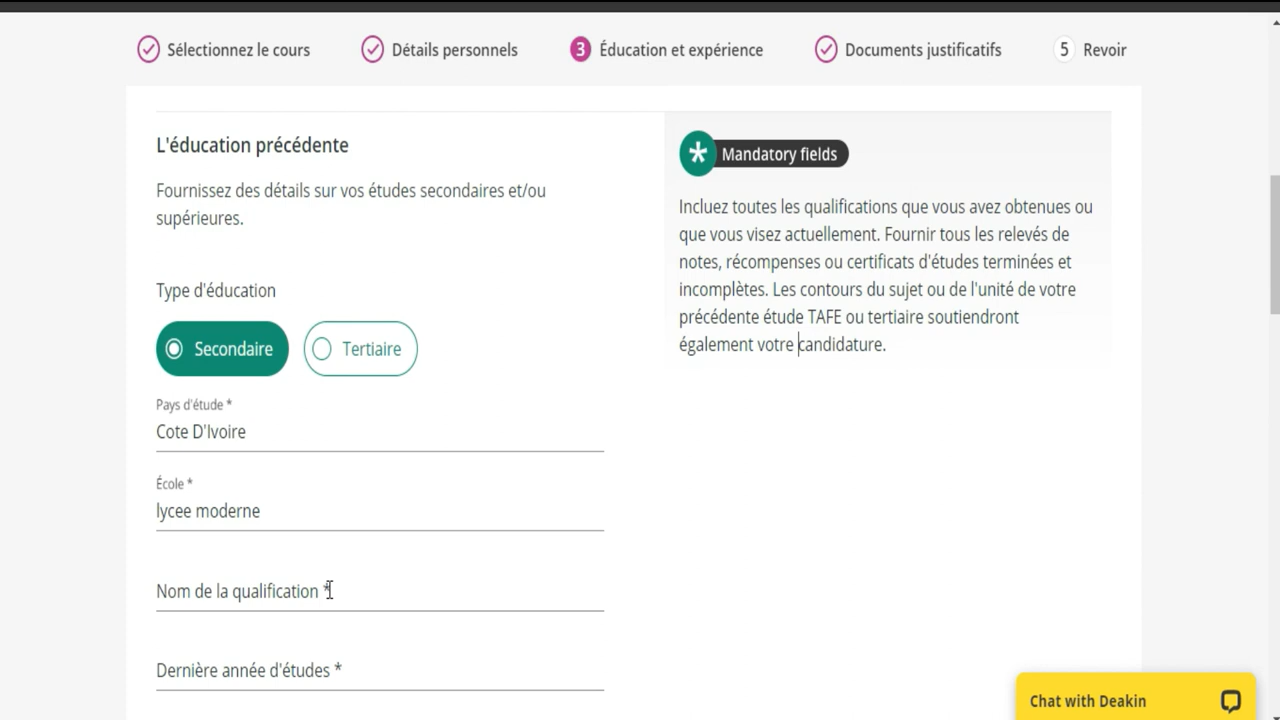 Sélectionnez le cours
Détails personnels
3 Éducation et expérience
Documents justificatifs
5 Revoir
L'éducation précédente
Fournissez des détails sur vos études secondaires et/ou
supérieures.
Type d'éducation
Secondaire
Tertiaire
Pays d'étude *
Cote D'Ivoire
École *
lycee moderne
Nom de la qualification *
Dernière année d'études *
* Mandatory fields
Incluez toutes les qualifications que vous avez obtenues ou
que vous visez actuellement. Fournir tous les relevés de
notes, récompenses ou certificats d'études terminées et
incomplètes. Les contours du sujet ou de l'unité de votre
précédente étude TAFE ou tertiaire soutiendront
également votre candidature.
Chat with Deakin